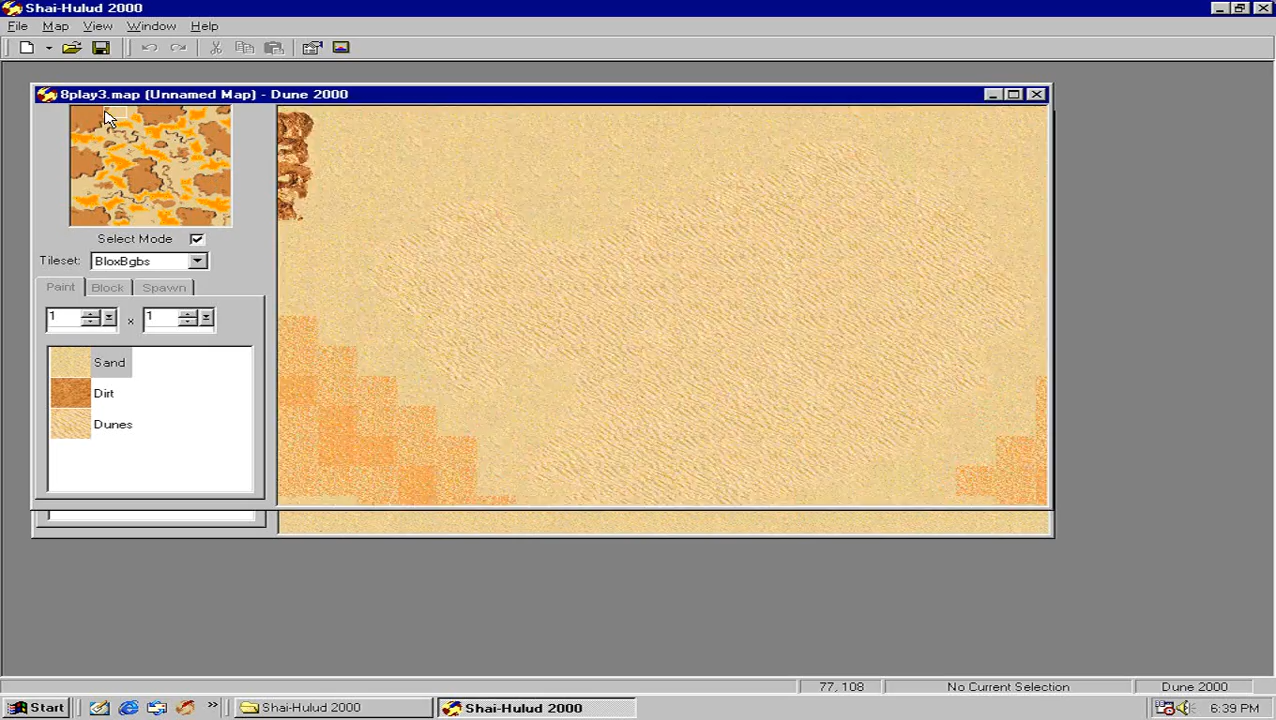 Shai-Hulud 2000
File Map View Window Help
8play3.map (Unnamed Map) - Dune 2000
Select Mode
Tileset: BloxBgbs
Paint Block Spawn
1 x 1
Sand
Dirt
Dunes
77, 108 No Current Selection Dune 2000
Start » Shai-Hulud 2000 Shai-Hulud 2000 6:39 PM